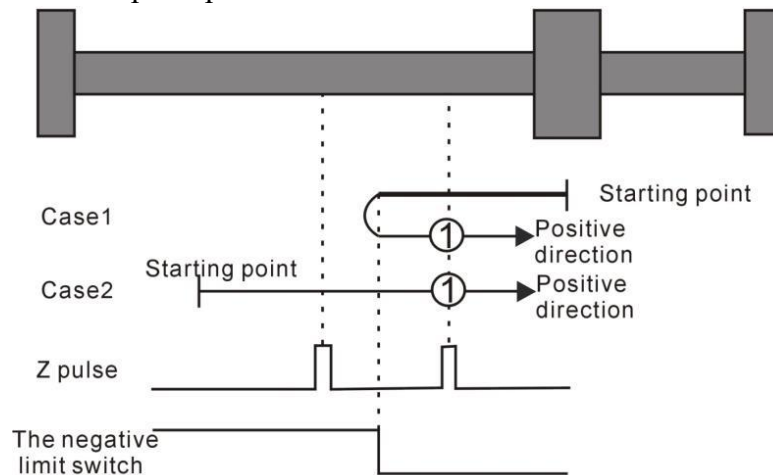 Case1
Starting point
1
Positive
direction
Starting point
Case2
1
Positive
direction
Z pulse
The negative
limit switch